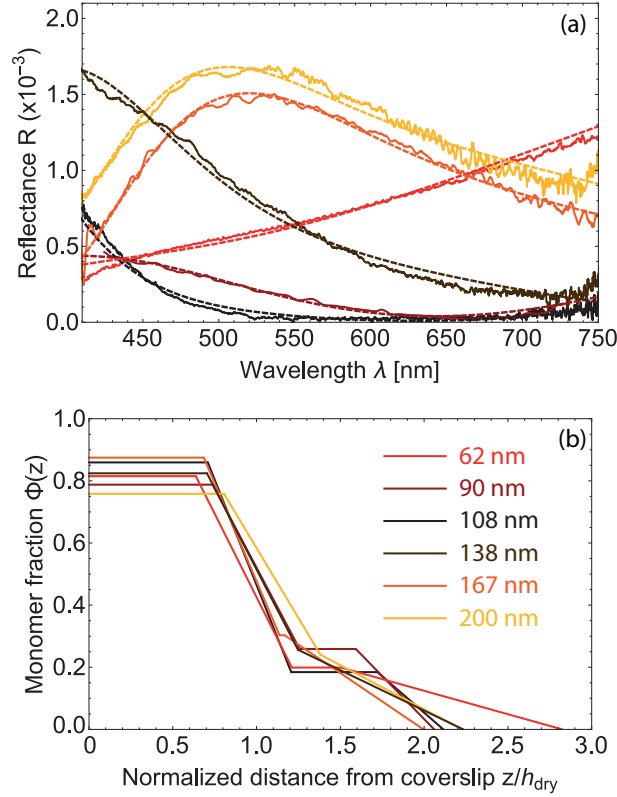 (a)
2.0
1.5
1.0
0.5
0.0
Reflectance R (x10⁻³)
450 500 550 600 650 700 750
Wavelength λ [nm]
(b)
1.0
0.8
0.6
0.4
0.2
0.0
Monomer fraction Φ(z)
62 nm
90 nm
108 nm
138 nm
167 nm
200 nm
0 0.5 1.0 1.5 2.0 2.5 3.0
Normalized distance from coverslip z/h_dry